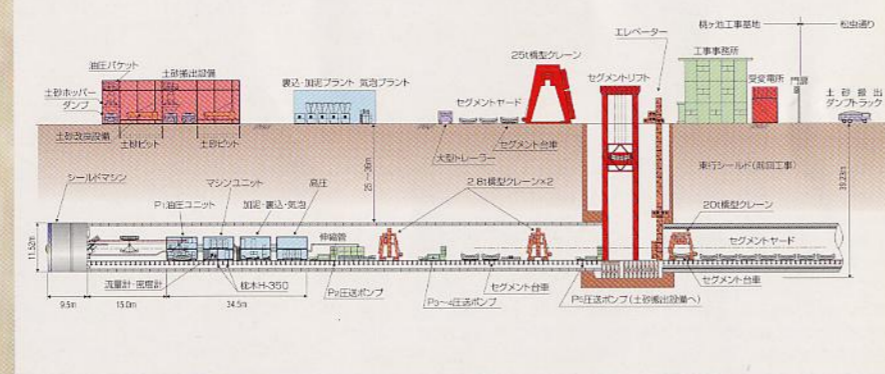 桃ヶ池工事基地
松虫通り
エレベーター
25t橋型クレーン
工事事務所
油圧バケット
土砂搬出設備
セグメントリフト
裏込・加泥プラント 気泡プラント
受変電所
土砂ホッパー
ダンプ
セグメントヤード
門扉
土砂搬出
ダンプトラック
土砂改良設備
土砂ピット
土砂ピット
大型トレーラー
セグメント台車
シールドマシン
マシンユニット
高圧
2.8t橋型クレーン×2
東行シールド(前回工事)
39.23m
P1油圧ユニット
加泥・裏込・気泡
伸縮管
20t橋型クレーン
セグメントヤード
11.52m
流量計・密度計
枕木H-350
P2圧送ポンプ
P3〜4圧送ポンプ
セグメント台車
P5圧送ポンプ(土砂搬出設備へ)
セグメント台車
9.5m
15.0m
34.5m